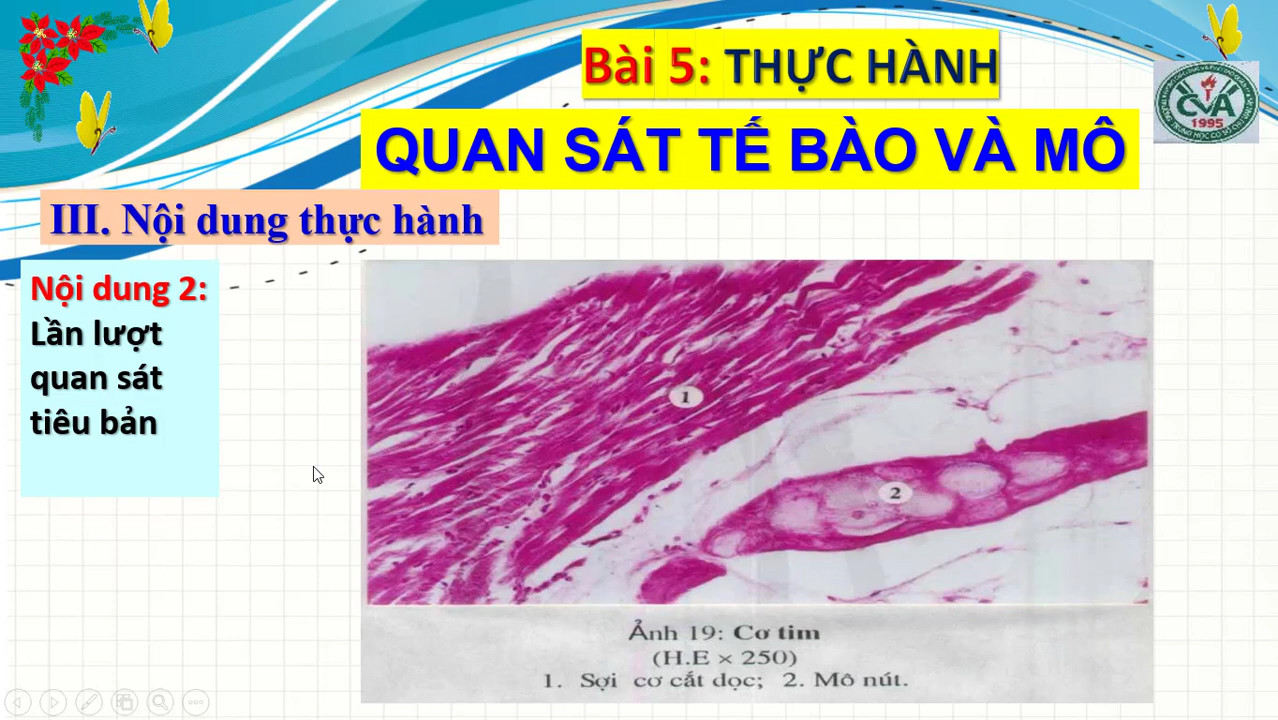 Bài 5: THỰC HÀNH
QUAN SÁT TẾ BÀO VÀ MÔ
CVA
1995
III. Nội dung thực hành
Nội dung 2:
Lần lượt
quan sát
tiêu bản
1
2
Ảnh 19: Cơ tim
(H.E × 250)
1. Sợi cơ cắt dọc; 2. Mô nút.